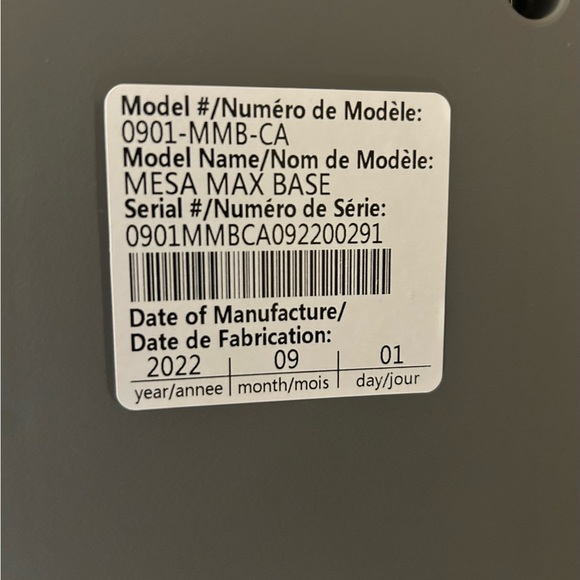 Model #/Numéro de Modèle:
0901-MMB-CA
Model Name/Nom de Modèle:
MESA MAX BASE
Serial #/Numéro de Série:
0901MMBCA092200291
Date of Manufacture/
Date de Fabrication:
2022 | 09 | 01
year/annee | month/mois | day/jour